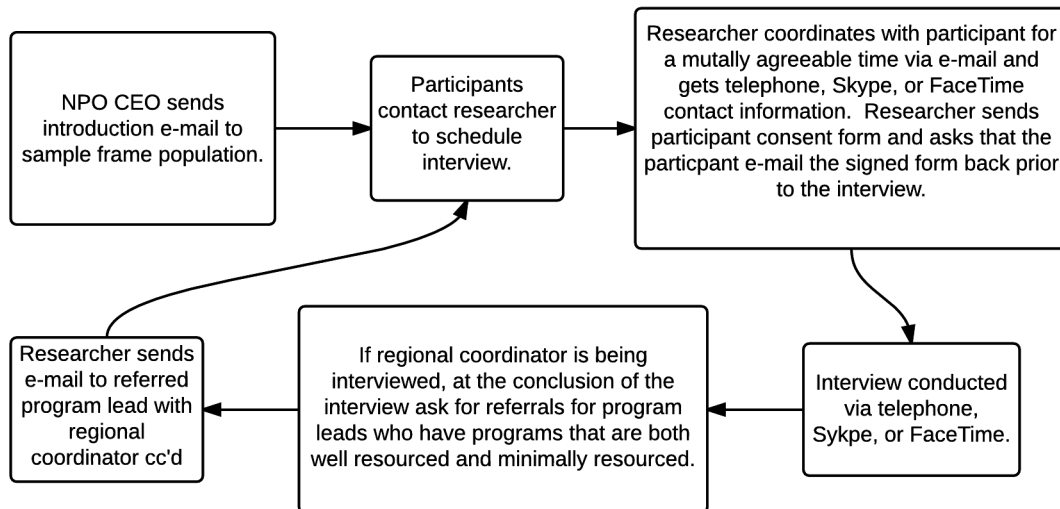 NPO CEO sends
introduction e-mail to
sample frame population.
Participants
contact researcher
to schedule
interview.
Researcher coordinates with participant for
a mutally agreeable time via e-mail and
gets telephone, Skype, or FaceTime
contact information.  Researcher sends
participant consent form and asks that the
particpant e-mail the signed form back prior
to the interview.
Interview conducted
via telephone,
Sykpe, or FaceTime.
If regional coordinator is being
interviewed, at the conclusion of the
interview ask for referrals for program
leads who have programs that are both
well resourced and minimally resourced.
Researcher sends
e-mail to referred
program lead with
regional
coordinator cc'd